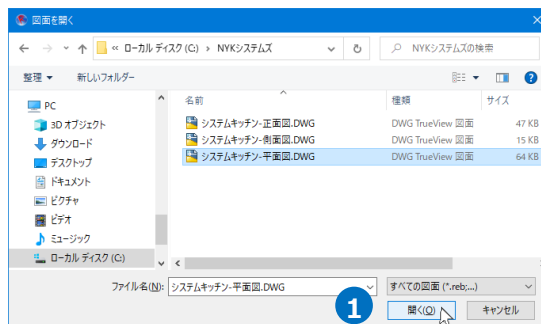 図面を開く
« ローカル ディスク (C:) › NYKシステムズ
NYKシステムズの検索
整理 新しいフォルダー
名前 種類 サイズ
PC
3D オブジェクト
ダウンロード
デスクトップ
ドキュメント
ピクチャ
ビデオ
ミュージック
ローカル ディスク (C:)
システムキッチン-正面図.DWG DWG TrueView 図面 47 KB
システムキッチン-側面図.DWG DWG TrueView 図面 15 KB
システムキッチン-平面図.DWG DWG TrueView 図面 64 KB
ファイル名(N): システムキッチン-平面図.DWG すべての図面 (*.reb;...)
1 開く(O) キャンセル